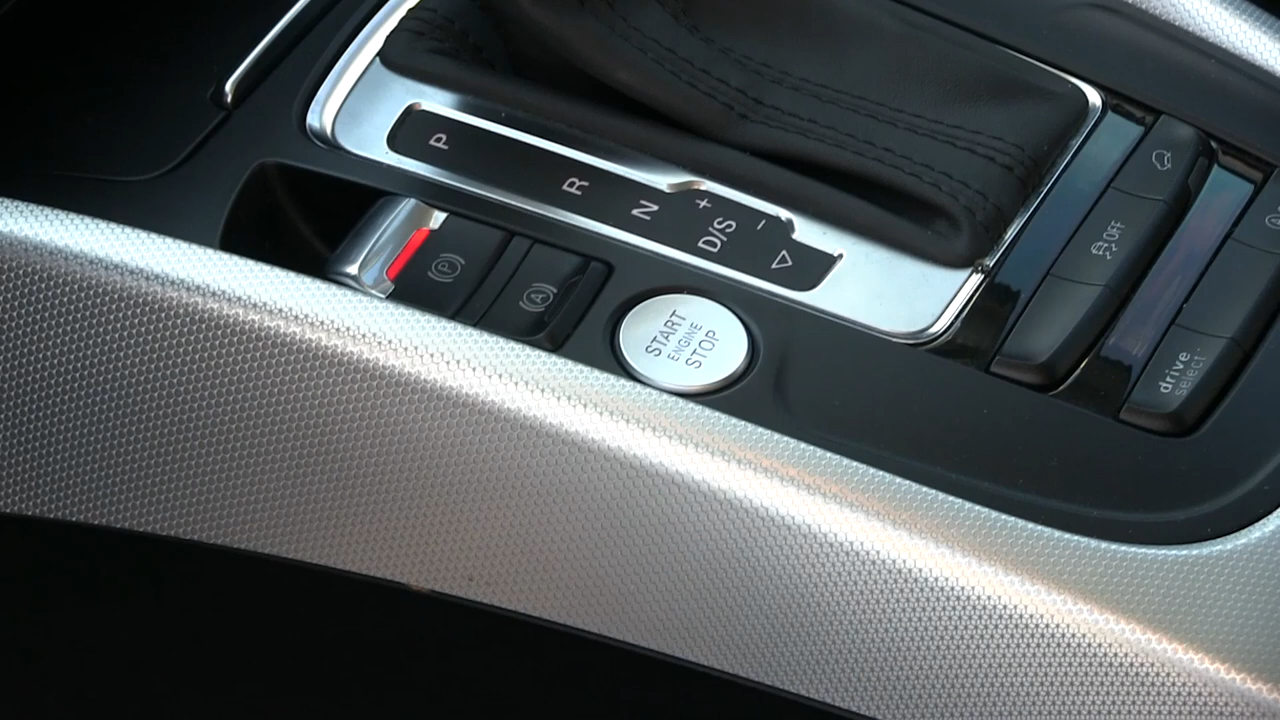 P
R
N
D/S
+
−
(P)
(A)
START
ENGINE
STOP
OFF
drive
select